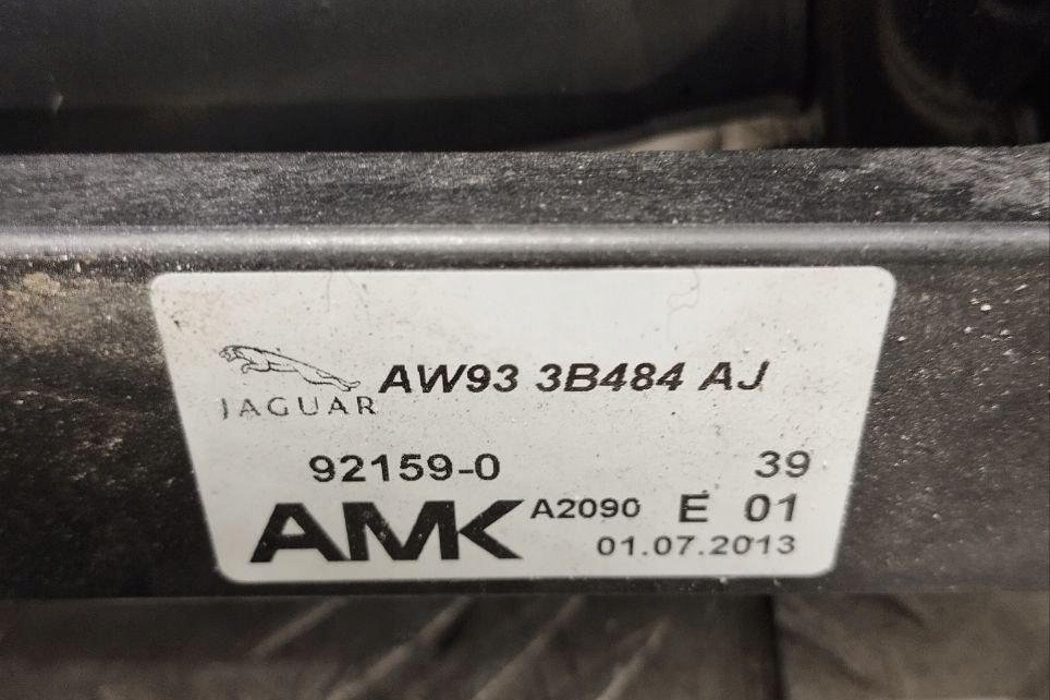 AW93 3B484 AJ
JAGUAR
92159-0 39
AMK A2090 E 01
01.07.2013